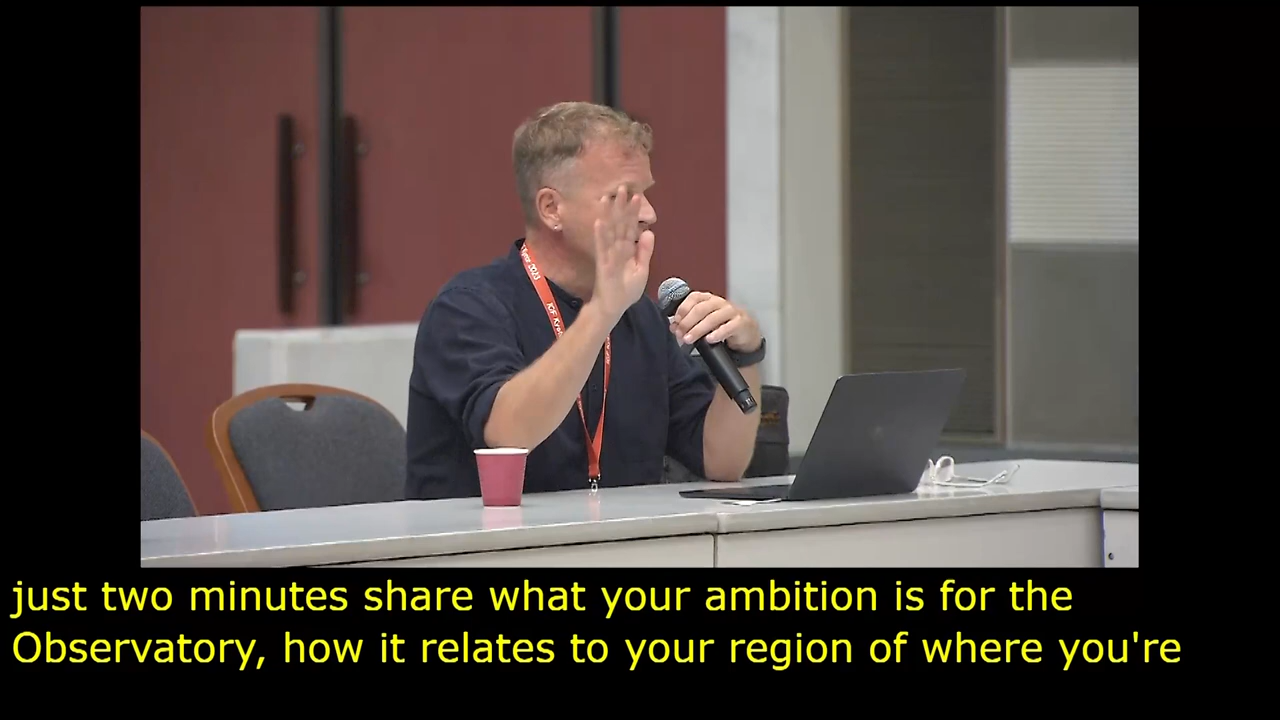 just two minutes share what your ambition is for the
Observatory, how it relates to your region of where you're